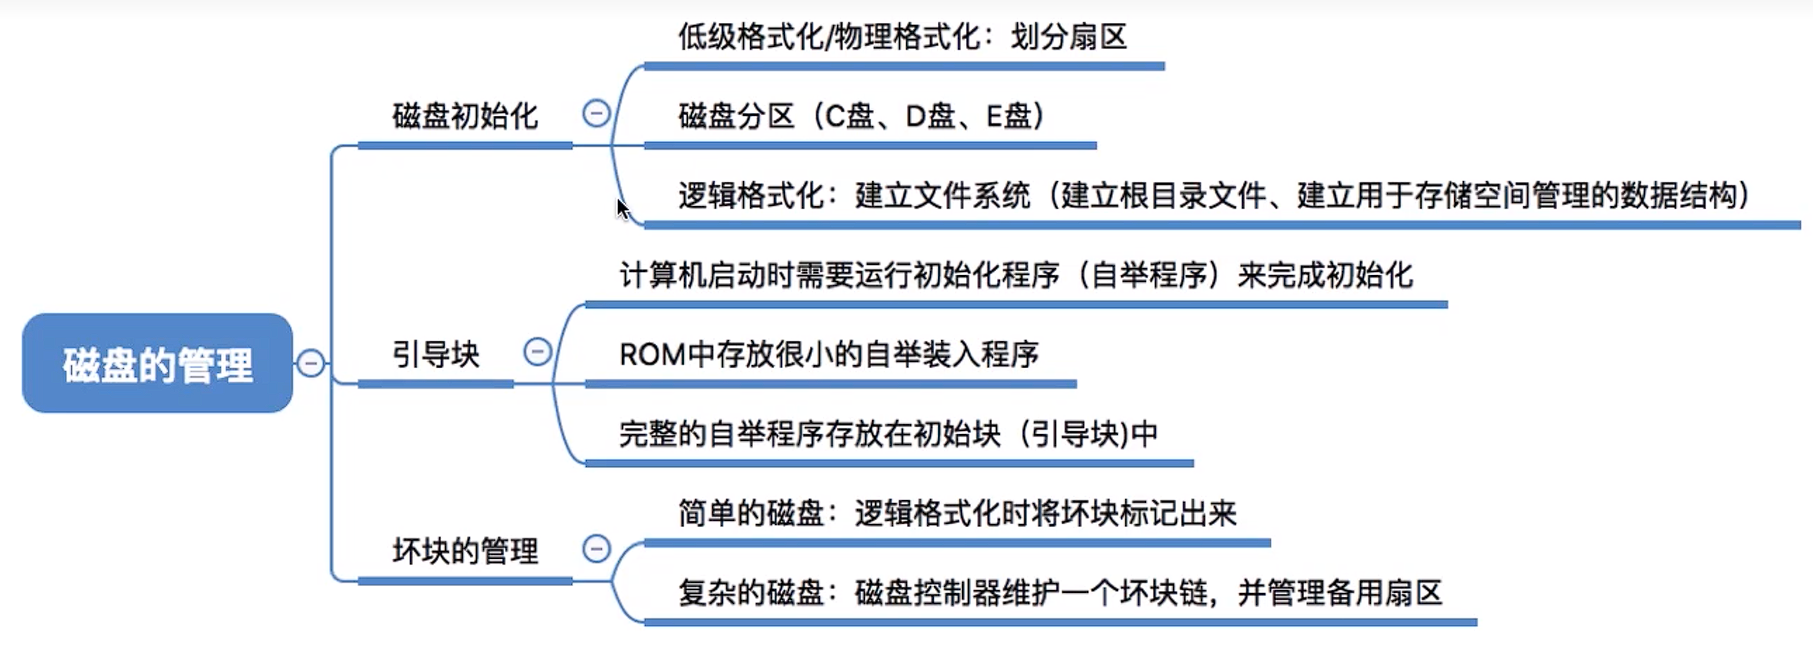 低级格式化/物理格式化：划分扇区
磁盘初始化
磁盘分区（C盘、D盘、E盘）
逻辑格式化：建立文件系统（建立根目录文件、建立用于存储空间管理的数据结构）
计算机启动时需要运行初始化程序（自举程序）来完成初始化
磁盘的管理
引导块
ROM中存放很小的自举装入程序
完整的自举程序存放在初始块（引导块)中
简单的磁盘：逻辑格式化时将坏块标记出来
坏块的管理
复杂的磁盘：磁盘控制器维护一个坏块链，并管理备用扇区